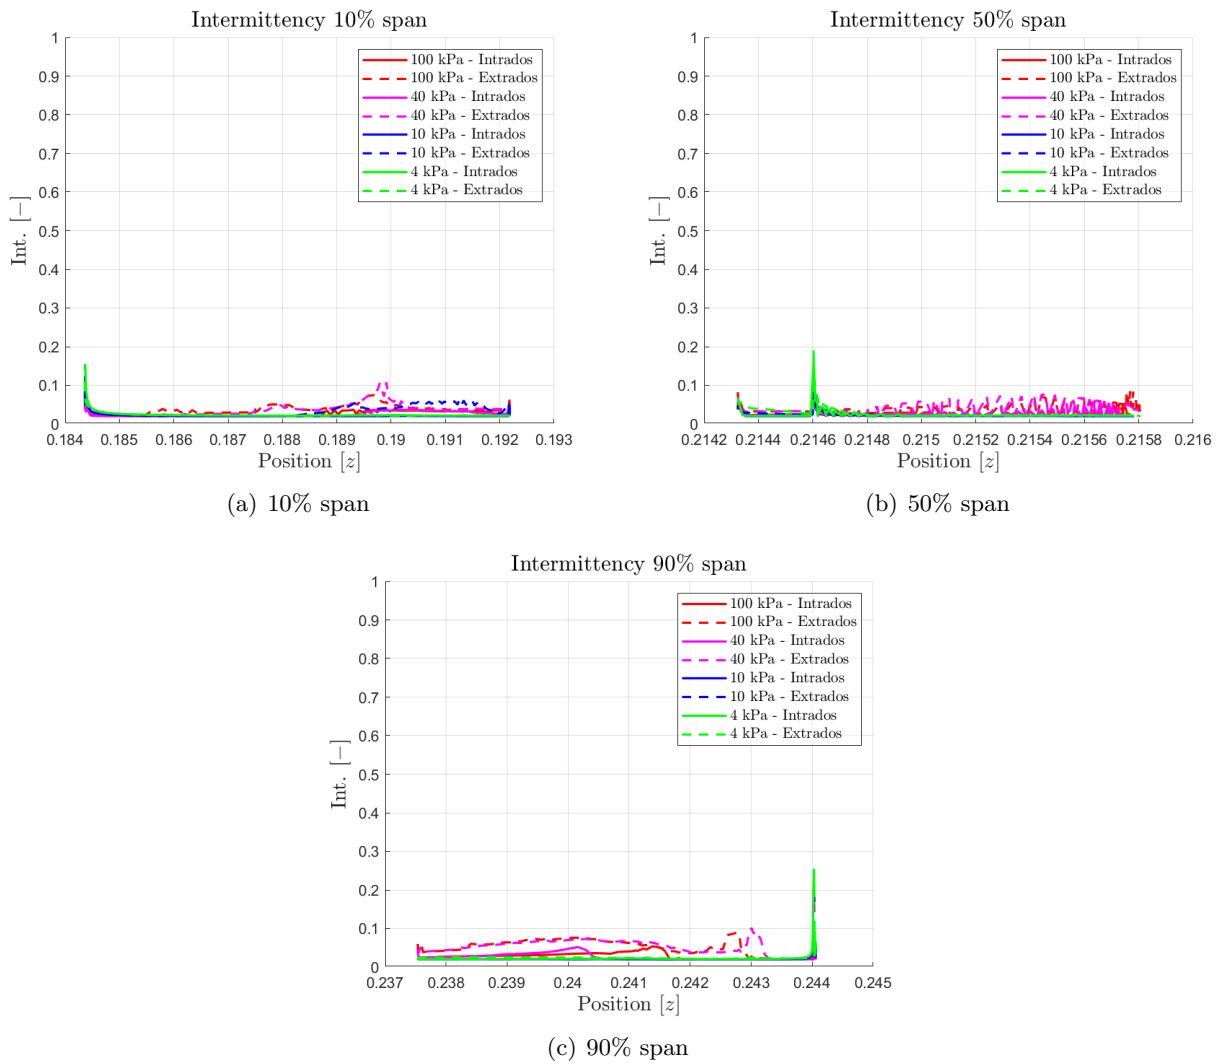 Intermittency 10% span
Int. [−]
1
0.9
0.8
0.7
0.6
0.5
0.4
0.3
0.2
0.1
0
100 kPa - Intrados
100 kPa - Extrados
40 kPa - Intrados
40 kPa - Extrados
10 kPa - Intrados
10 kPa - Extrados
4 kPa - Intrados
4 kPa - Extrados
0.184 0.185 0.186 0.187 0.188 0.189 0.19 0.191 0.192 0.193
Position [z]
(a) 10% span
Intermittency 50% span
Int. [−]
1
0.9
0.8
0.7
0.6
0.5
0.4
0.3
0.2
0.1
0
100 kPa - Intrados
100 kPa - Extrados
40 kPa - Intrados
40 kPa - Extrados
10 kPa - Intrados
10 kPa - Extrados
4 kPa - Intrados
4 kPa - Extrados
0.2142 0.2144 0.2146 0.2148 0.215 0.2152 0.2154 0.2156 0.2158 0.216
Position [z]
(b) 50% span
Intermittency 90% span
Int. [−]
1
0.9
0.8
0.7
0.6
0.5
0.4
0.3
0.2
0.1
0
100 kPa - Intrados
100 kPa - Extrados
40 kPa - Intrados
40 kPa - Extrados
10 kPa - Intrados
10 kPa - Extrados
4 kPa - Intrados
4 kPa - Extrados
0.237 0.238 0.239 0.24 0.241 0.242 0.243 0.244 0.245
Position [z]
(c) 90% span